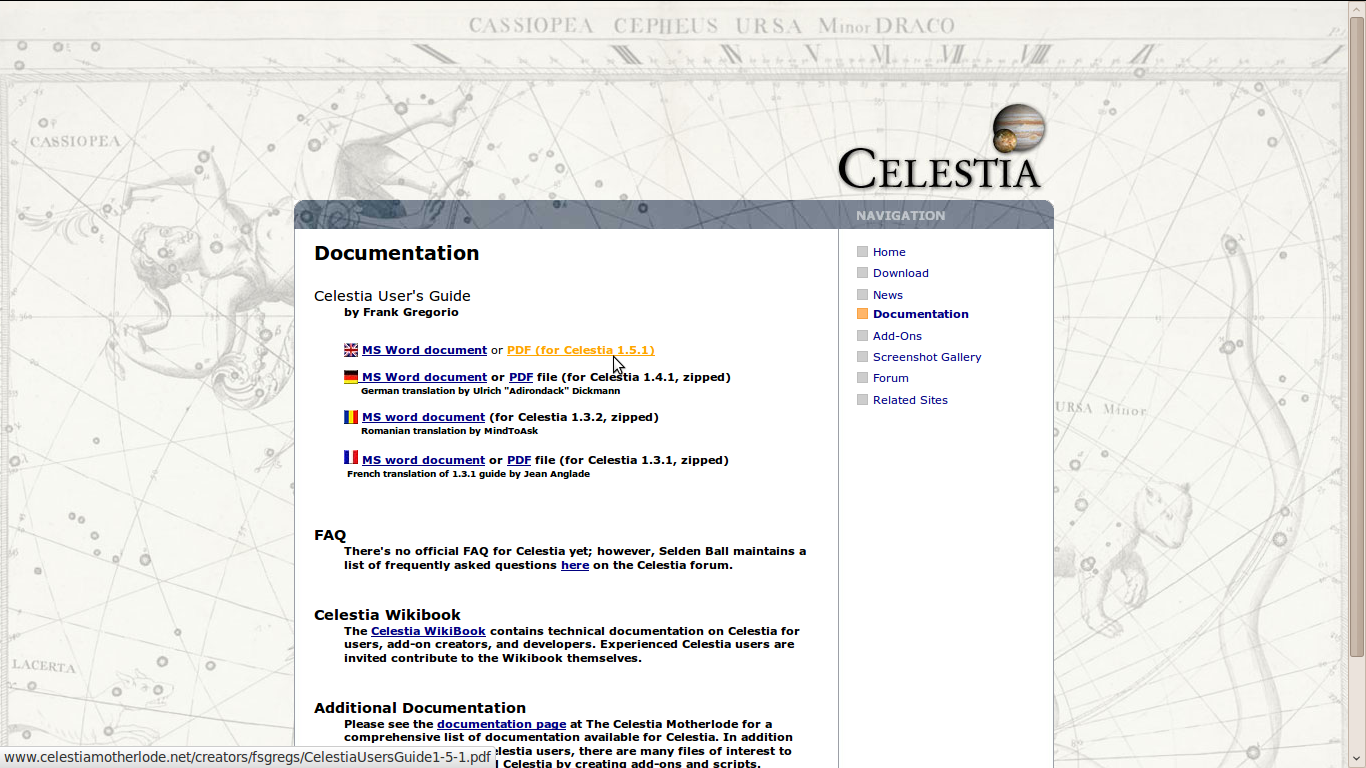 CASSIOPEA CEPHEUS URSA Minor DRACO
CASSIOPEA
CELESTIA
NAVIGATION
Documentation
Home
Download
News
Documentation
Add-Ons
Screenshot Gallery
Forum
Related Sites
Celestia User's Guide
by Frank Gregorio
MS Word document or PDF (for Celestia 1.5.1)
MS Word document or PDF file (for Celestia 1.4.1, zipped)
German translation by Ulrich "Adirondack" Dickmann
MS word document (for Celestia 1.3.2, zipped)
Romanian translation by MindToAsk
MS word document or PDF file (for Celestia 1.3.1, zipped)
French translation of 1.3.1 guide by Jean Anglade
URSA Minor
FAQ
There's no official FAQ for Celestia yet; however, Selden Ball maintains a
list of frequently asked questions here on the Celestia forum.
Celestia Wikibook
The Celestia WikiBook contains technical documentation on Celestia for
users, add-on creators, and developers. Experienced Celestia users are
invited contribute to the Wikibook themselves.
LACERTA
Additional Documentation
Please see the documentation page at The Celestia Motherlode for a
comprehensive list of documentation available for Celestia. In addition
elestia users, there are many files of interest to
Celestia by creating add-ons and scripts.
www.celestiamotherlode.net/creators/fsgregs/CelestiaUsersGuide1-5-1.pdf